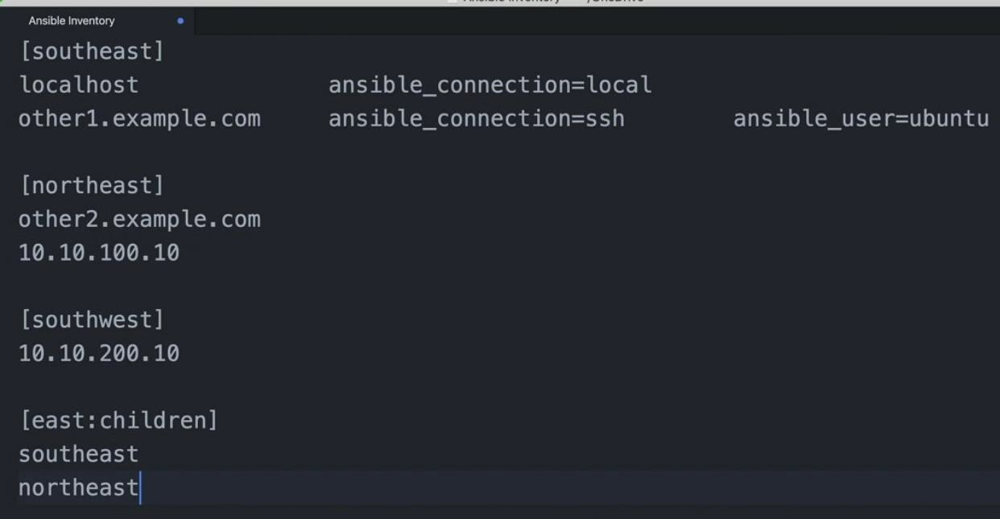 Ansible Inventory
[southeast]
localhost ansible_connection=local
other1.example.com ansible_connection=ssh ansible_user=ubuntu
[northeast]
other2.example.com
10.10.100.10
[southwest]
10.10.200.10
[east:children]
southeast
northeast